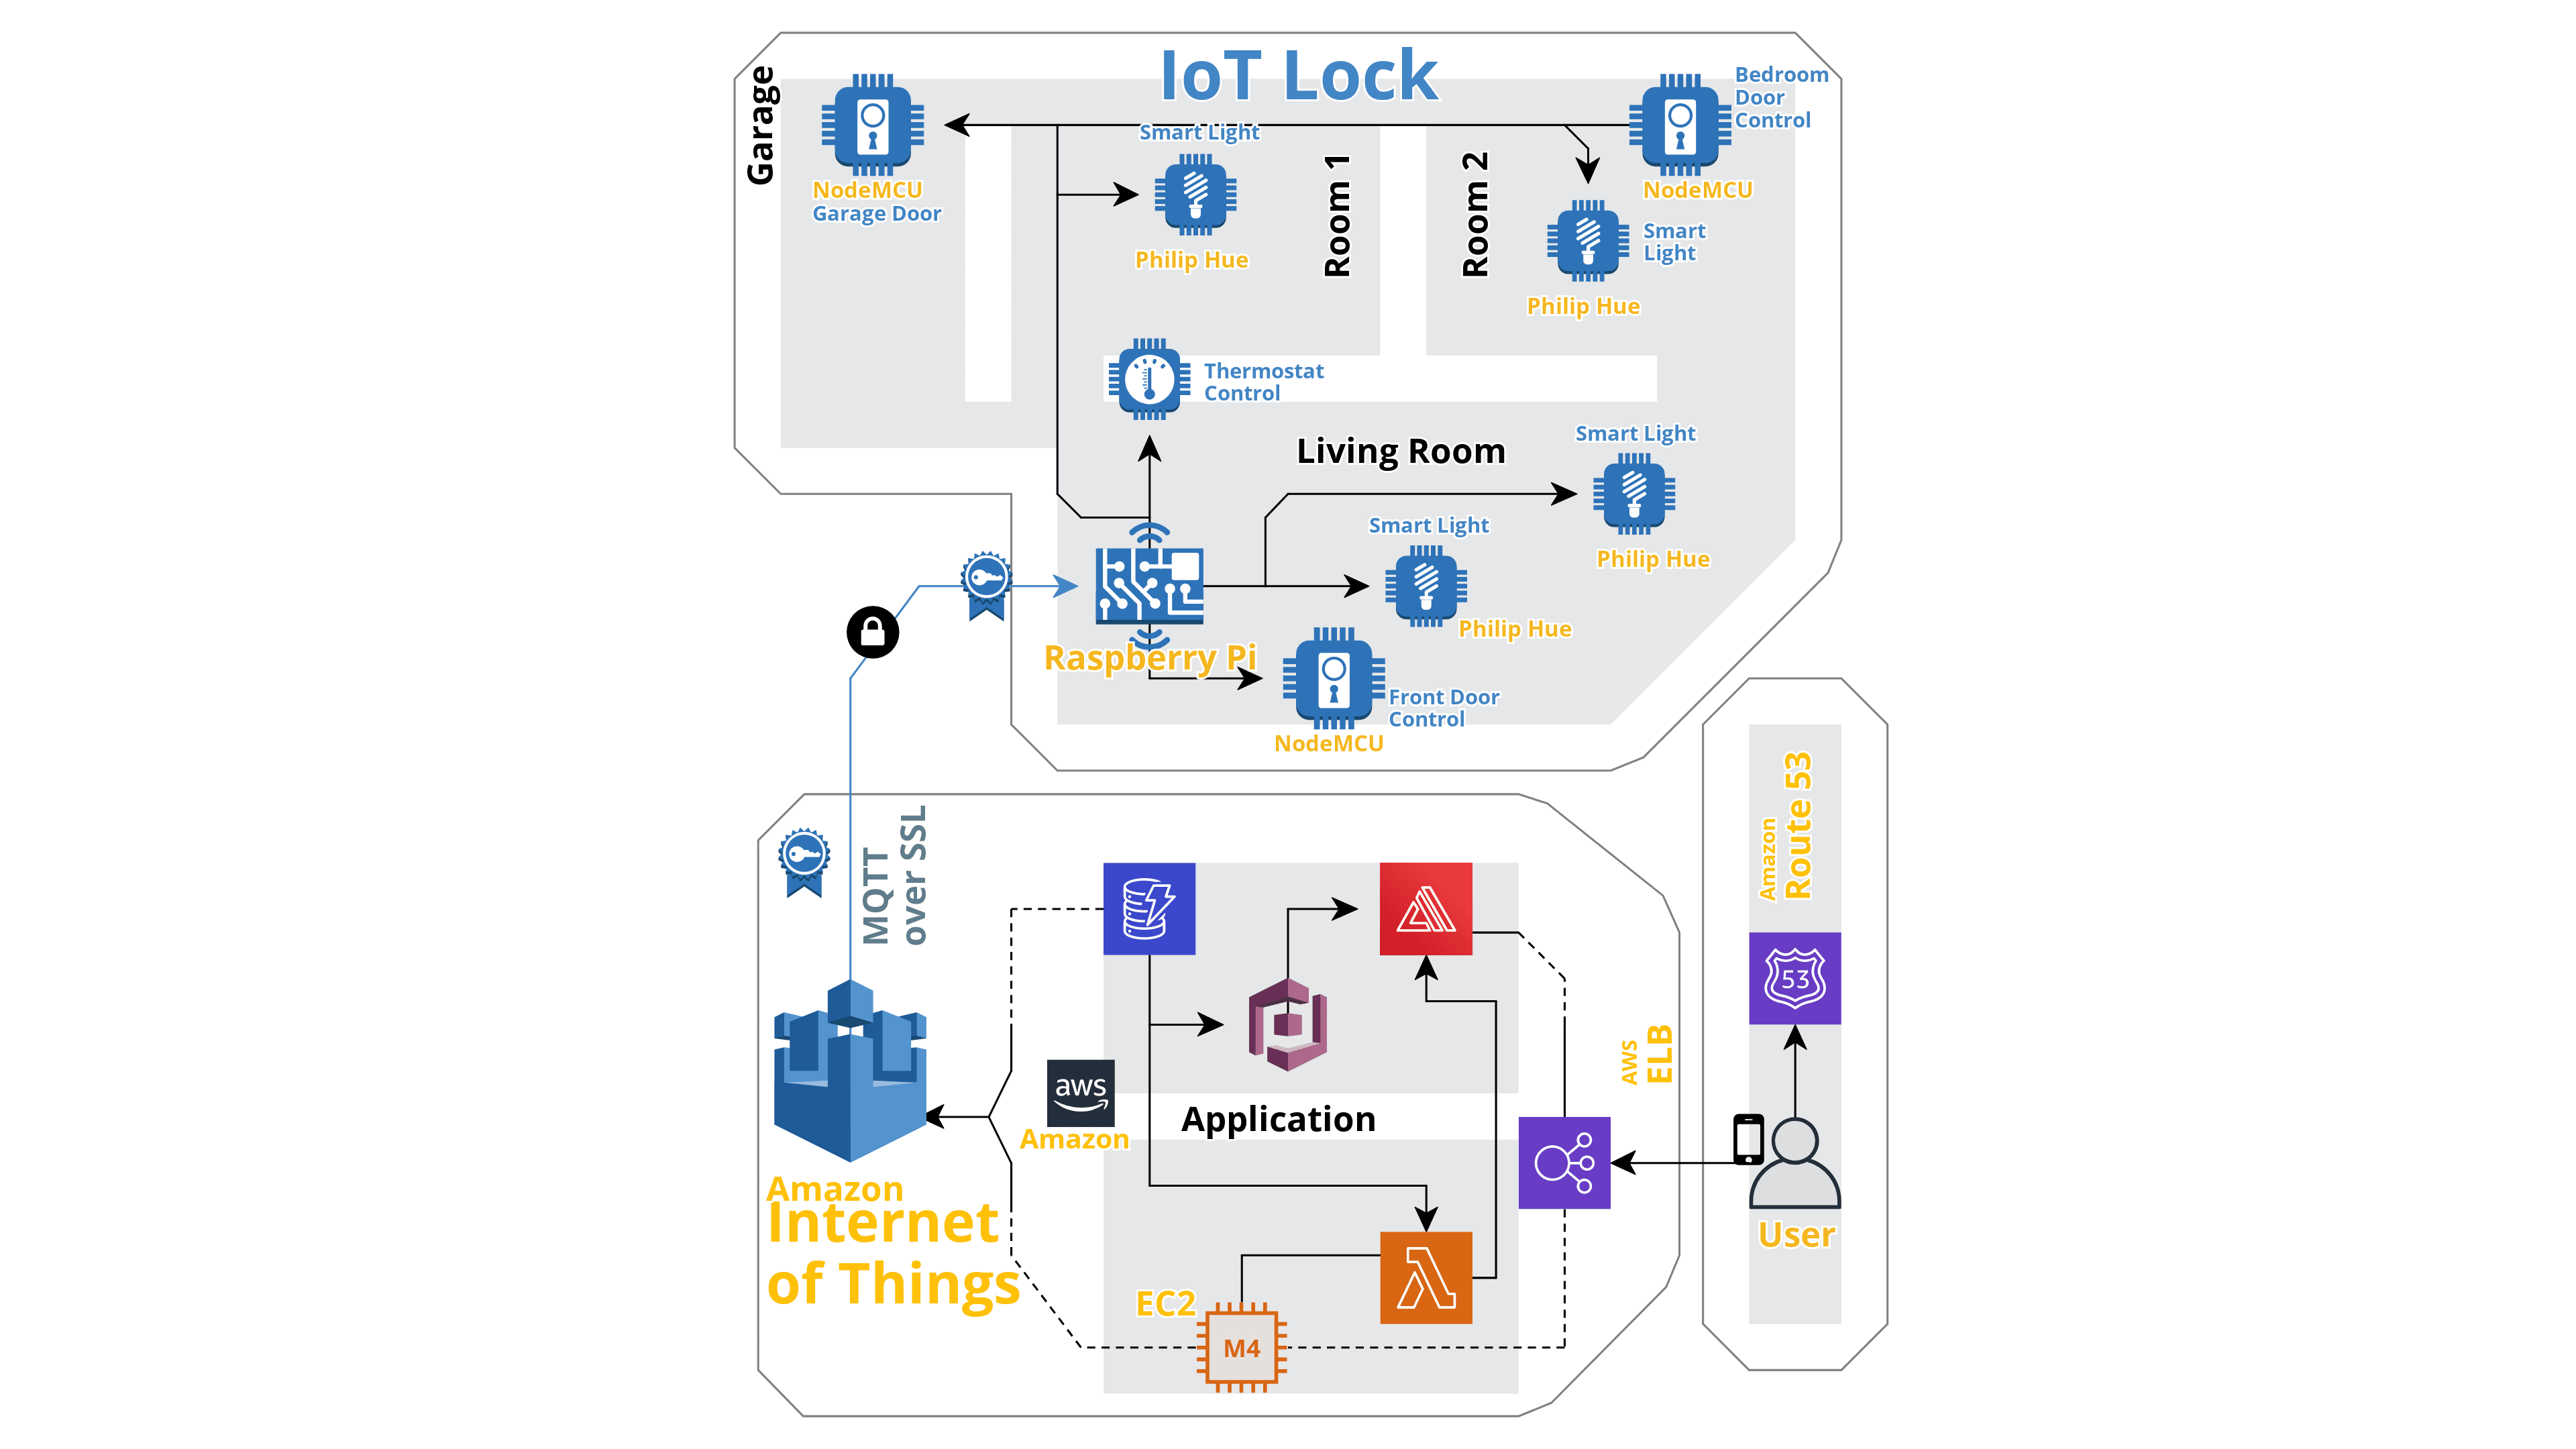 IoT Lock
Garage
NodeMCU
Garage Door
Smart Light
Philip Hue
Room 1
Room 2
Bedroom
Door
Control
NodeMCU
Smart
Light
Philip Hue
Thermostat
Control
Living Room
Smart Light
Philip Hue
Smart Light
Philip Hue
Raspberry Pi
Front Door
Control
NodeMCU
MQTT
over SSL
Amazon
Route 53
53
aws
Amazon
Application
AWS
ELB
User
Amazon
Internet
of Things
EC2
M4